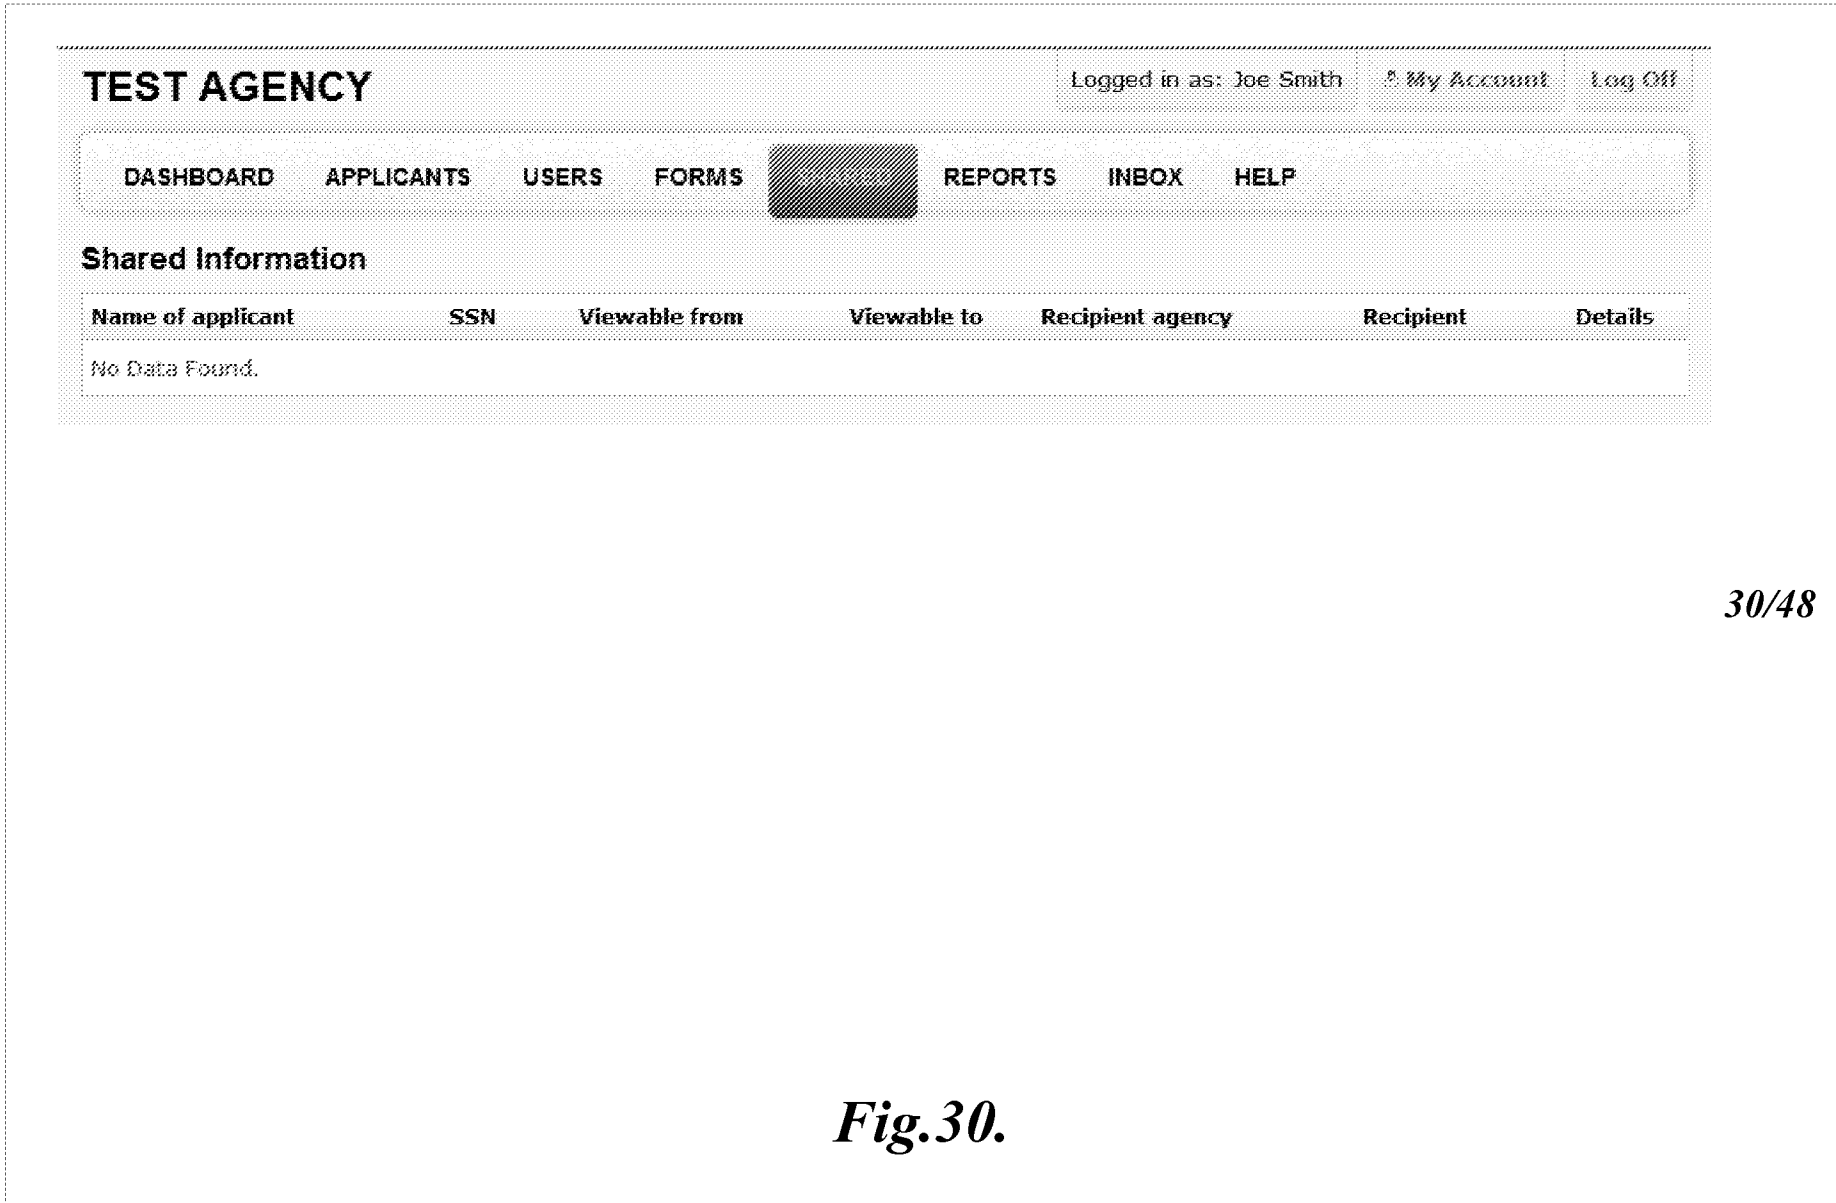 TEST AGENCY
Logged in as: Joe Smith My Account Log Off
DASHBOARD APPLICANTS USERS FORMS REPORTS INBOX HELP
Shared Information
Name of applicant SSN Viewable from Viewable to Recipient agency Recipient Details
No Data Found.
30/48
Fig.30.